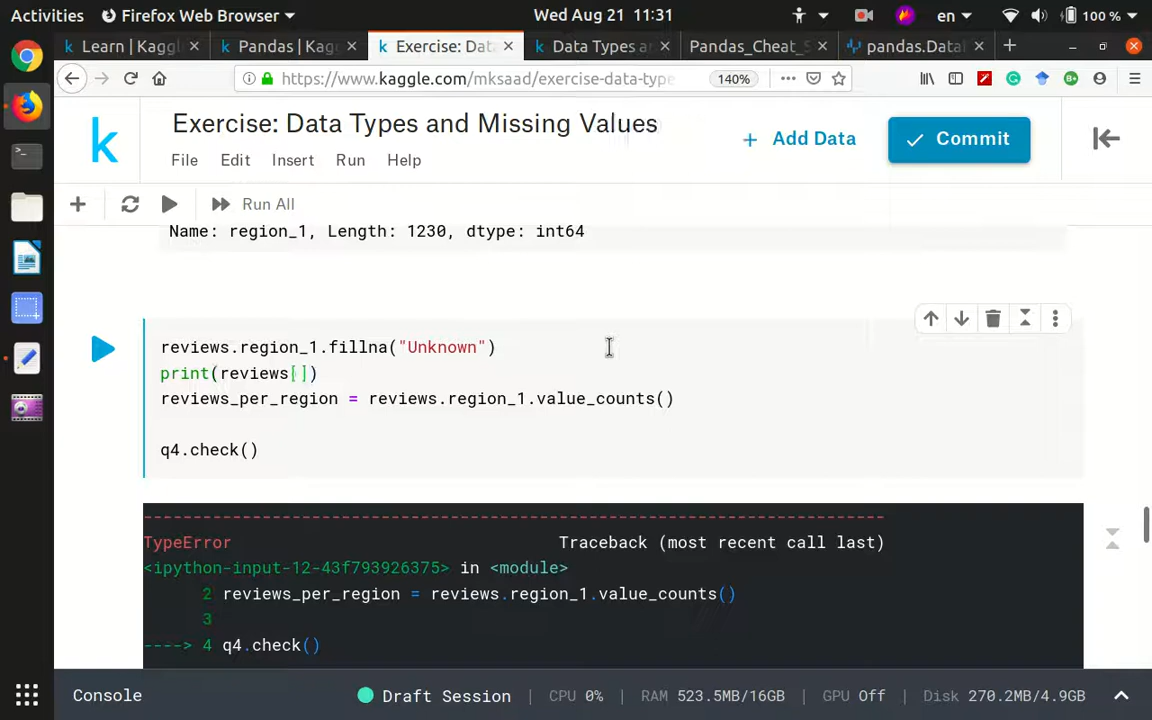 Activities
Firefox Web Browser
Wed Aug 21 11:31
en
100 %
Learn | Kaggl
Pandas | Kagg
Exercise: Dat
Data Types an
Pandas_Cheat_S
pandas.Data
https://www.kaggle.com/mksaad/exercise-data-type
140%
k
Exercise: Data Types and Missing Values
+ Add Data
Commit
File Edit Insert Run Help
Run All
Name: region_1, Length: 1230, dtype: int64
reviews.region_1.fillna("Unknown")
print(reviews[])
reviews_per_region = reviews.region_1.value_counts()
q4.check()
---------------------------------------------------------------------------
TypeError Traceback (most recent call last)
<ipython-input-12-43f793926375> in <module>
2 reviews_per_region = reviews.region_1.value_counts()
3
----> 4 q4.check()
Console
Draft Session
CPU 0%
RAM 523.5MB/16GB
GPU Off
Disk 270.2MB/4.9GB